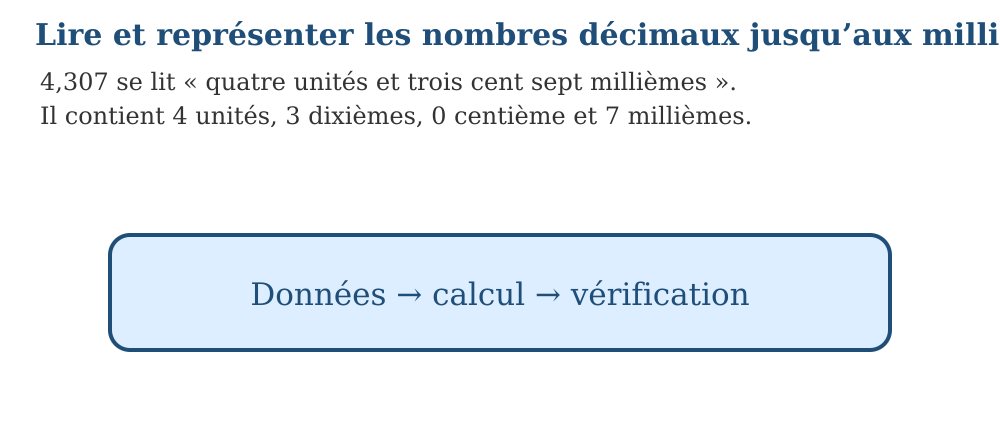 Lire et représenter les nombres décimaux jusqu’aux milli
4,307 se lit « quatre unités et trois cent sept millièmes ».
Il contient 4 unités, 3 dixièmes, 0 centième et 7 millièmes.
Données → calcul → vérification